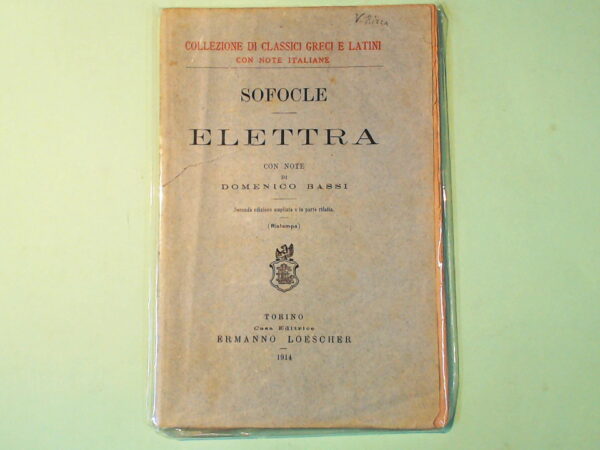 COLLEZIONE DI CLASSICI GRECI E LATINI
CON NOTE ITALIANE
SOFOCLE
ELETTRA
CON NOTE
DI
DOMENICO BASSI
Seconda edizione ampliata e in parte rifatta.
(Ristampa)
TORINO
Casa Editrice
ERMANNO LOESCHER
1914